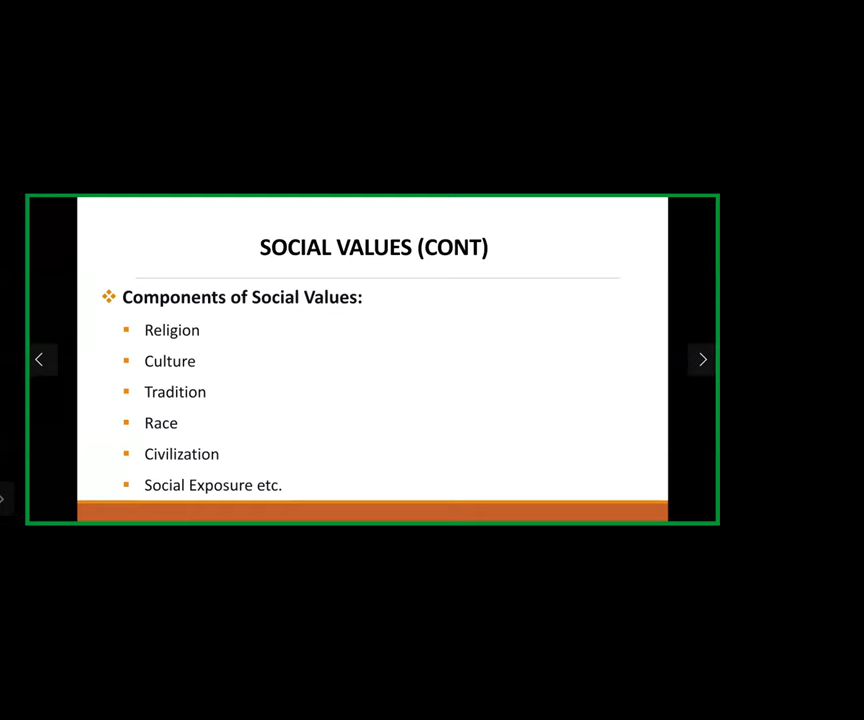 SOCIAL VALUES (CONT)
Components of Social Values:
Religion
Culture
Tradition
Race
Civilization
Social Exposure etc.